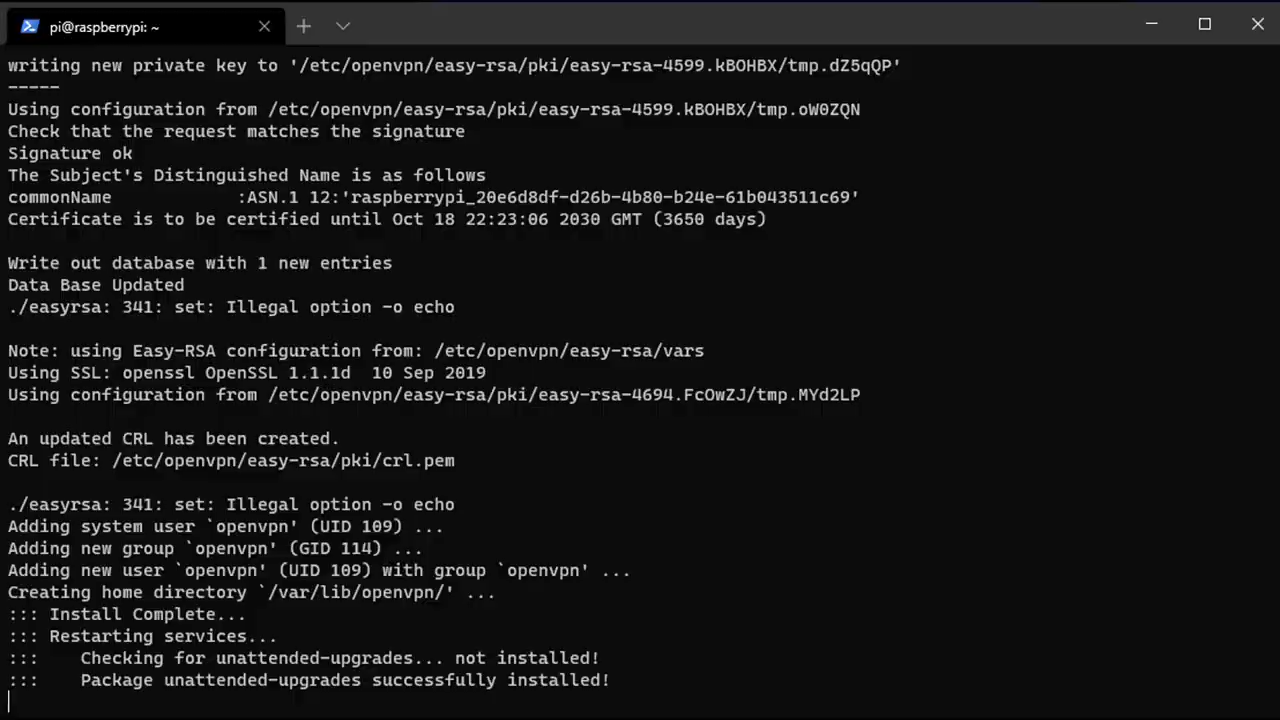 pi@raspberrypi: ~
writing new private key to '/etc/openvpn/easy-rsa/pki/easy-rsa-4599.kBOHBX/tmp.dZ5qQP'
-----
Using configuration from /etc/openvpn/easy-rsa/pki/easy-rsa-4599.kBOHBX/tmp.oW0ZQN
Check that the request matches the signature
Signature ok
The Subject's Distinguished Name is as follows
commonName            :ASN.1 12:'raspberrypi_20e6d8df-d26b-4b80-b24e-61b043511c69'
Certificate is to be certified until Oct 18 22:23:06 2030 GMT (3650 days)
Write out database with 1 new entries
Data Base Updated
./easyrsa: 341: set: Illegal option -o echo
Note: using Easy-RSA configuration from: /etc/openvpn/easy-rsa/vars
Using SSL: openssl OpenSSL 1.1.1d  10 Sep 2019
Using configuration from /etc/openvpn/easy-rsa/pki/easy-rsa-4694.FcOwZJ/tmp.MYd2LP
An updated CRL has been created.
CRL file: /etc/openvpn/easy-rsa/pki/crl.pem
./easyrsa: 341: set: Illegal option -o echo
Adding system user `openvpn' (UID 109) ...
Adding new group `openvpn' (GID 114) ...
Adding new user `openvpn' (UID 109) with group `openvpn' ...
Creating home directory `/var/lib/openvpn/' ...
::: Install Complete...
::: Restarting services...
:::    Checking for unattended-upgrades... not installed!
:::    Package unattended-upgrades successfully installed!